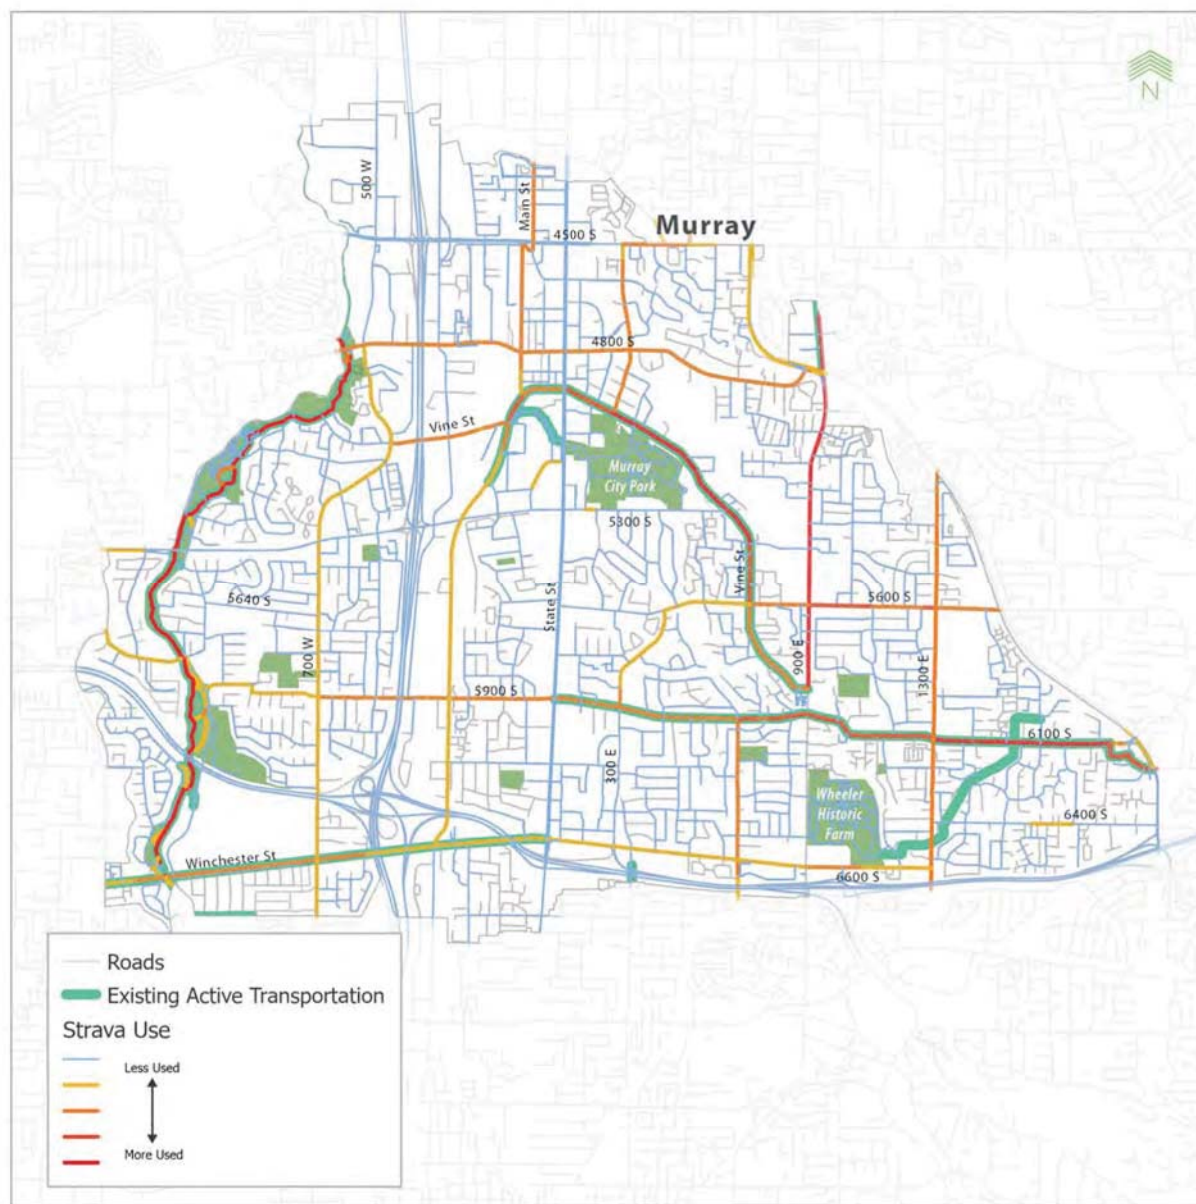 N
500 W
Main St
Murray
4500 S
4800 S
Vine St
Murray
City Park
5300 S
Vine St
5640 S
State St
5600 S
700 W
900 E
1300 E
5900 S
6100 S
300 E
Wheeler
Historic
Farm
6400 S
Winchester St
6600 S
Roads
Existing Active Transportation
Strava Use
Less Used
More Used